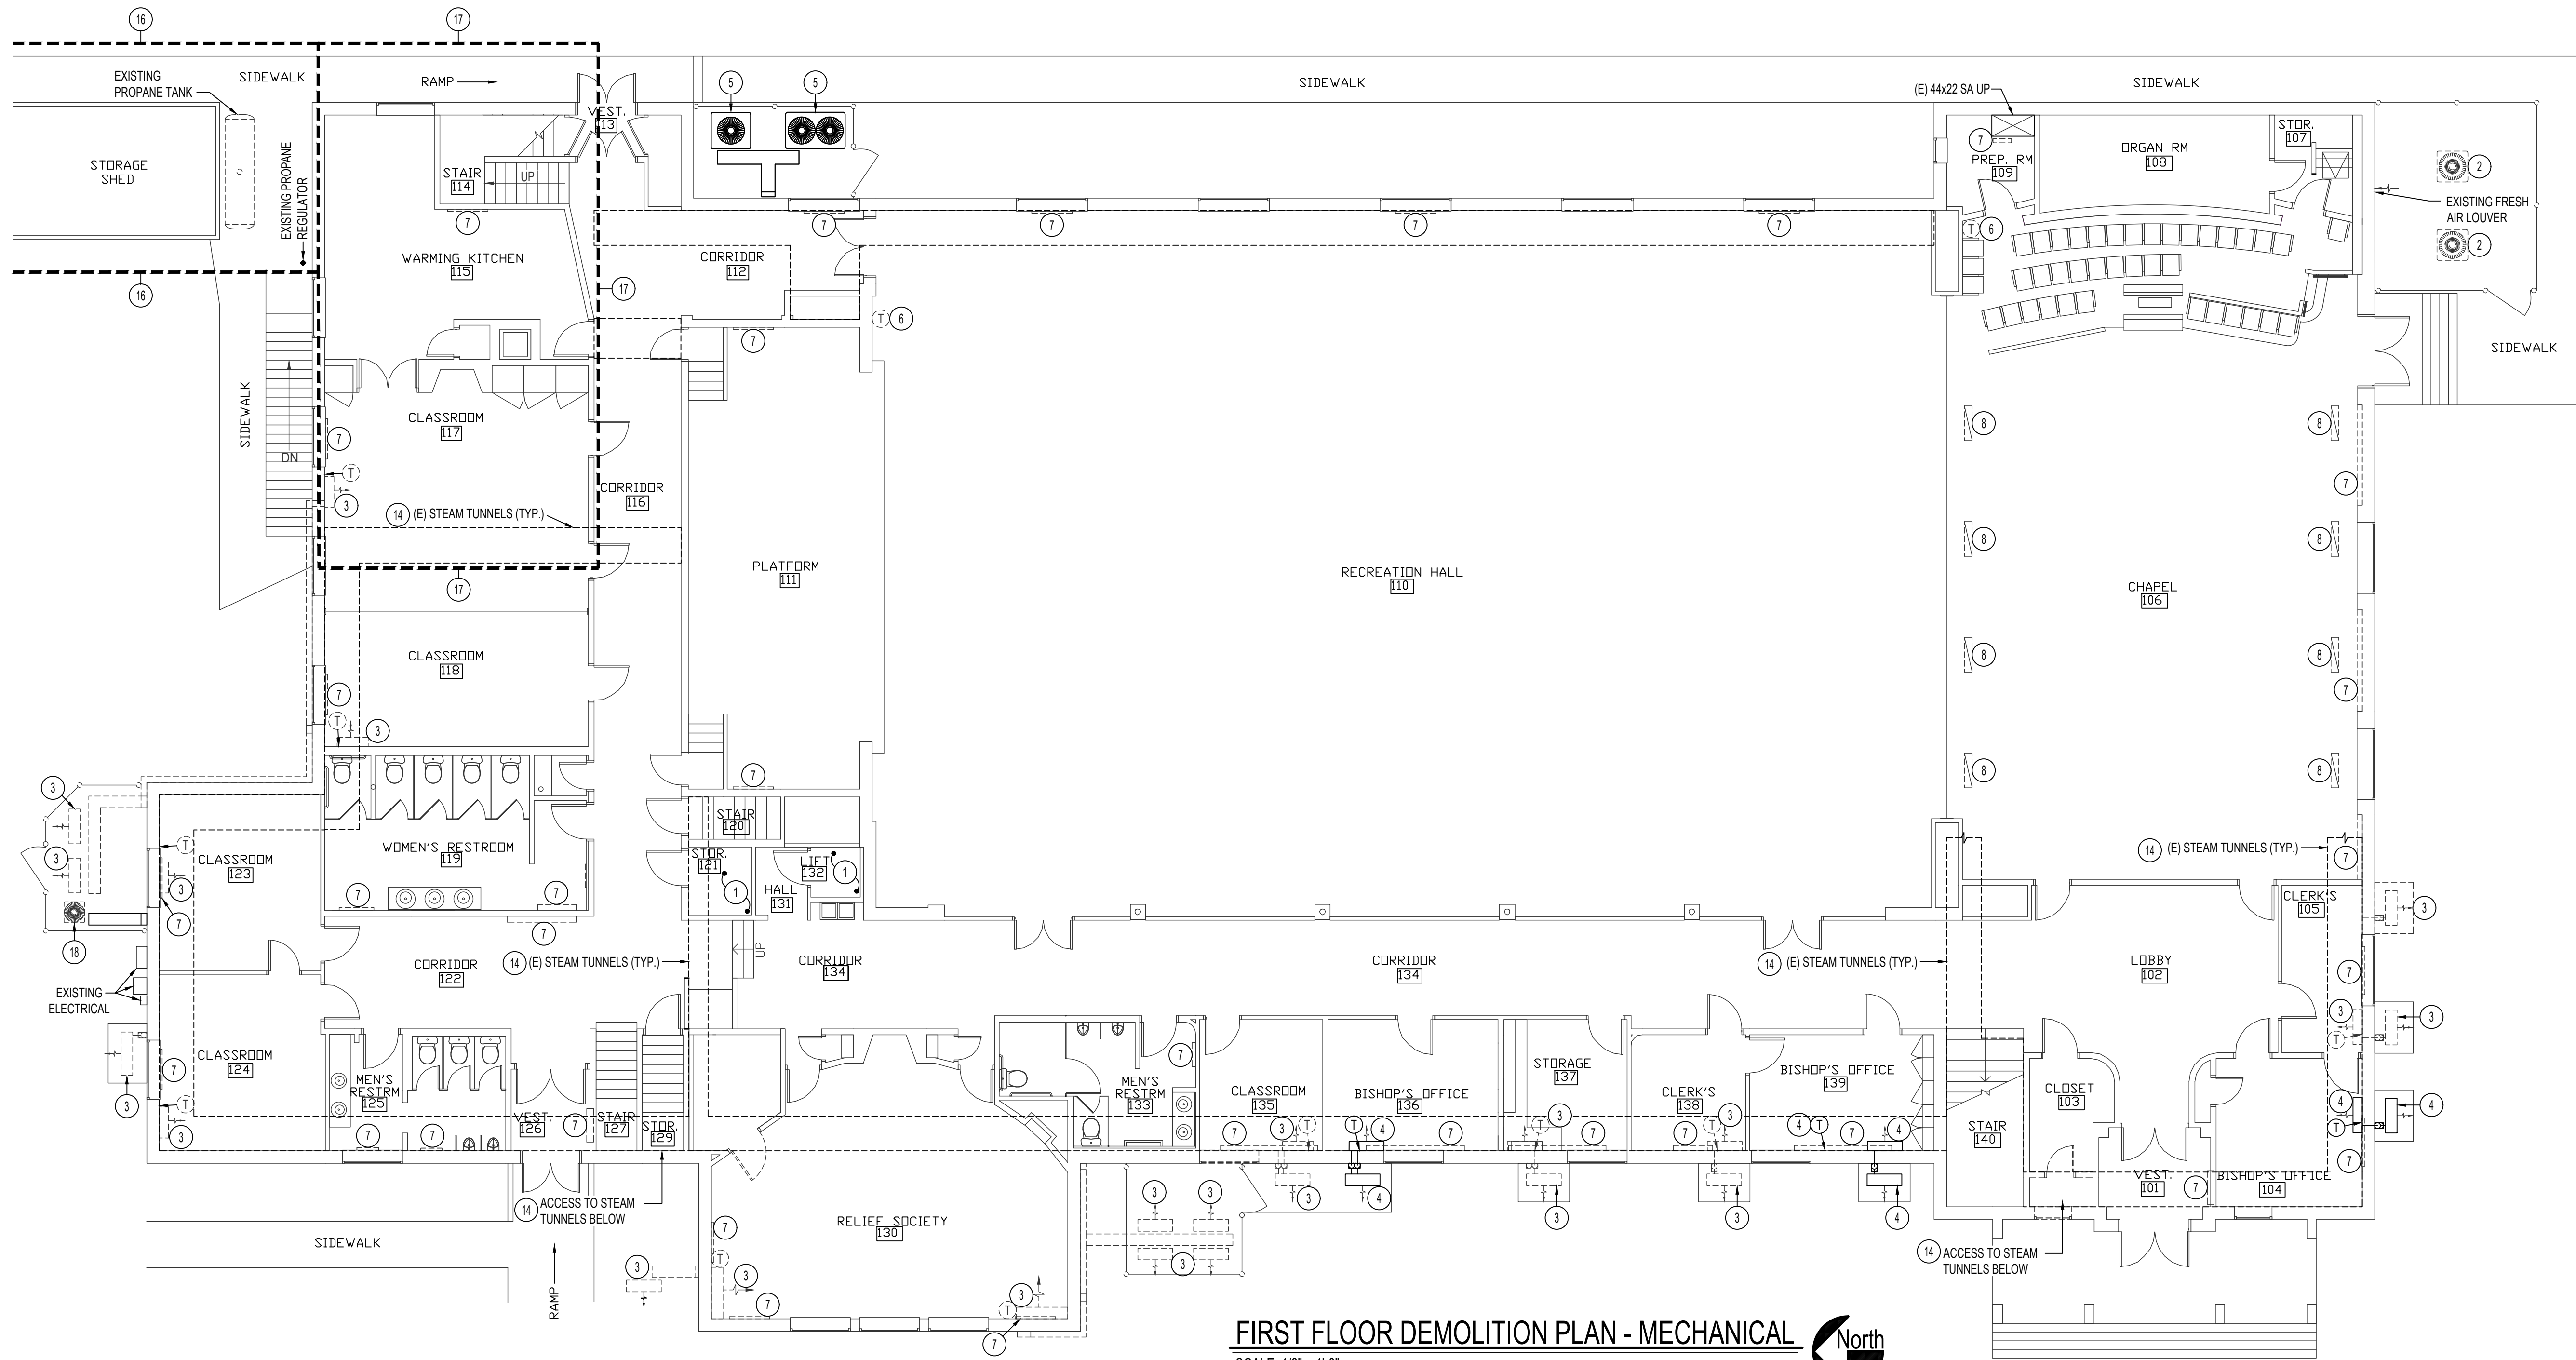 16
17
EXISTING
PROPANE TANK
SIDEWALK
RAMP
5
5
SIDEWALK
(E) 44x22 SA UP
SIDEWALK
VEST.
113
STORAGE
SHED
EXISTING PROPANE
REGULATOR
STAIR
114
UP
7
PREP. RM
109
ORGAN RM
108
STOR.
107
2
EXISTING FRESH
AIR LOUVER
2
7
7
7
7
7
T
6
WARMING KITCHEN
115
CORRIDOR
112
16
17
T
6
7
SIDEWALK
SIDEWALK
DN
CLASSROOM
117
7
T
3
CORRIDOR
116
14
(E) STEAM TUNNELS (TYP.)
8
8
7
8
8
PLATFORM
111
RECREATION HALL
110
CHAPEL
106
17
CLASSROOM
118
8
8
7
7
T
3
7
8
8
3
3
T
CLASSROOM
123
3
7
18
WOMEN'S RESTROOM
119
7
7
7
STAIR
120
STOR.
121
1
LIFT
132
1
HALL
131
14
(E) STEAM TUNNELS (TYP.)
7
CLERK'S
105
3
CORRIDOR
122
14
(E) STEAM TUNNELS (TYP.)
UP
CORRIDOR
134
CORRIDOR
134
14
(E) STEAM TUNNELS (TYP.)
LOBBY
102
7
EXISTING
ELECTRICAL
3
T
3
CLASSROOM
124
7
3
T
3
MEN'S
RESTRM
125
7
7
VEST.
126
7
STAIR
127
STOR.
129
MEN'S
RESTRM
133
7
CLASSROOM
135
7
3
T
BISHOP'S OFFICE
136
T
4
7
STORAGE
137
T
3
7
CLERK'S
138
7
T
3
BISHOP'S OFFICE
139
4
T
7
4
CLOSET
103
STAIR
140
4
T
4
7
VEST.
101
7
BISHOP'S OFFICE
104
14
ACCESS TO STEAM
TUNNELS BELOW
3
4
3
3
4
3
3
3
RELIEF SOCIETY
130
7
T
3
3
7
T
3
7
SIDEWALK
RAMP
14
ACCESS TO STEAM
TUNNELS BELOW
FIRST FLOOR DEMOLITION PLAN - MECHANICAL
North